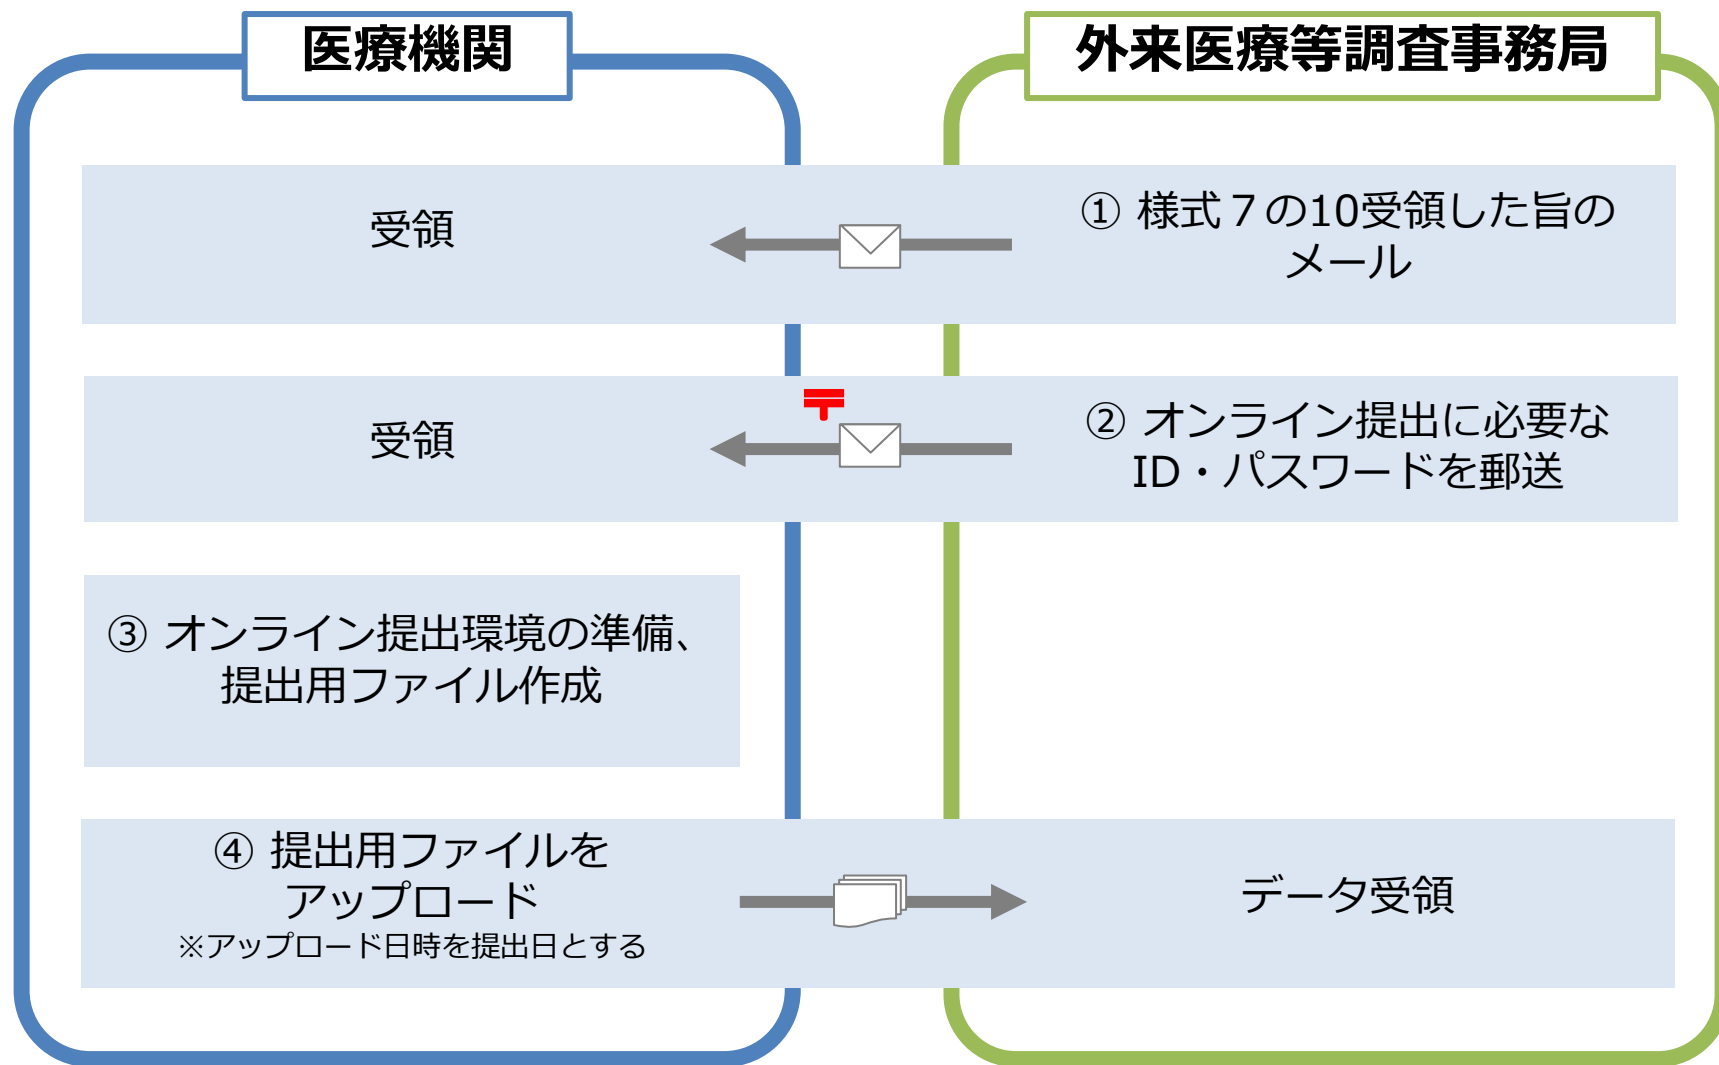 医療機関
外来医療等調査事務局
受領
① 様式７の10受領した旨の
メール
〒
受領
② オンライン提出に必要な
ID・パスワードを郵送
③ オンライン提出環境の準備、
提出用ファイル作成
④ 提出用ファイルを
アップロード
※アップロード日時を提出日とする
データ受領